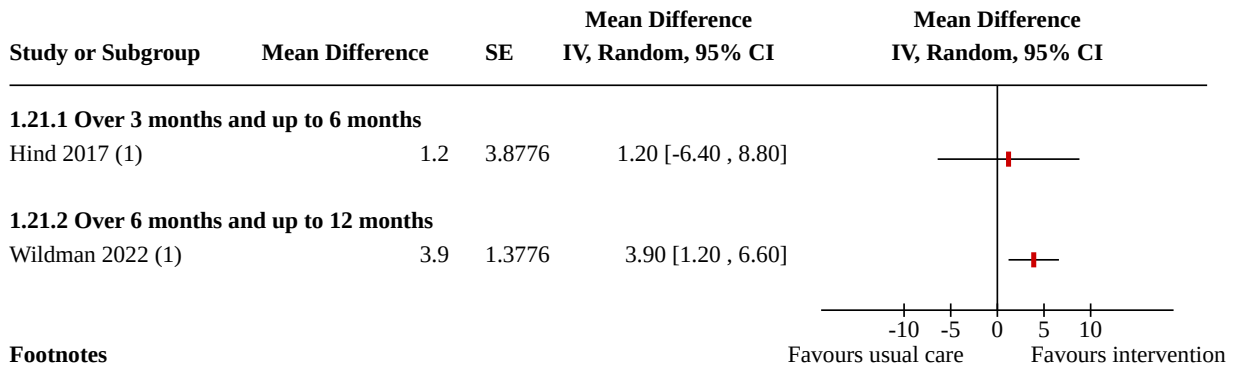 Mean Difference Mean Difference
Study or Subgroup Mean Difference SE IV, Random, 95% CI IV, Random, 95% CI
1.21.1 Over 3 months and up to 6 months
Hind 2017 (1) 1.2 3.8776 1.20 [-6.40 , 8.80]
1.21.2 Over 6 months and up to 12 months
Wildman 2022 (1) 3.9 1.3776 3.90 [1.20 , 6.60]
-10 -5 0 5 10
Footnotes Favours usual care Favours intervention